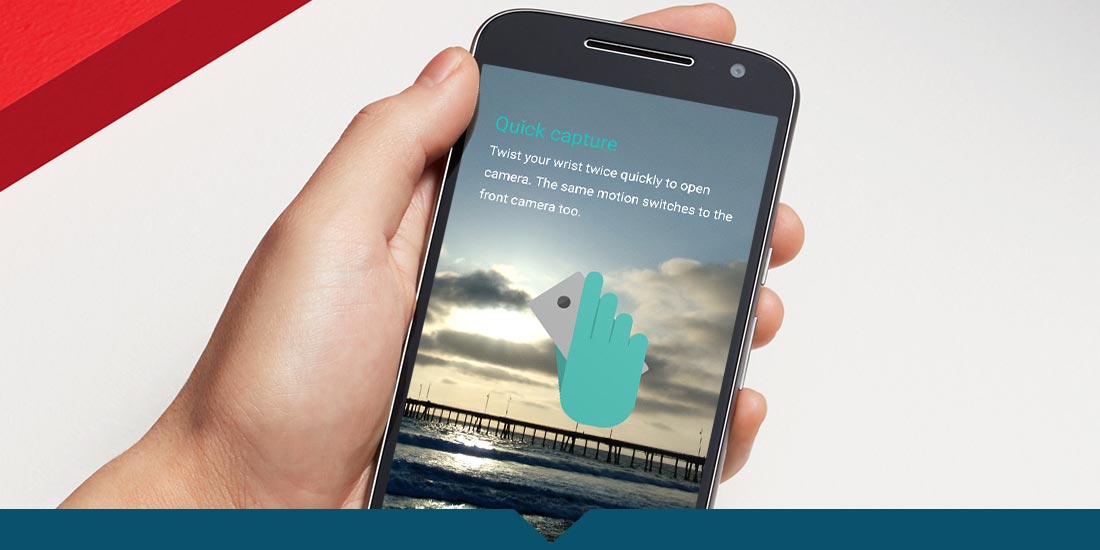 Quick capture
Twist your wrist twice quickly to open
camera. The same motion switches to the
front camera too.